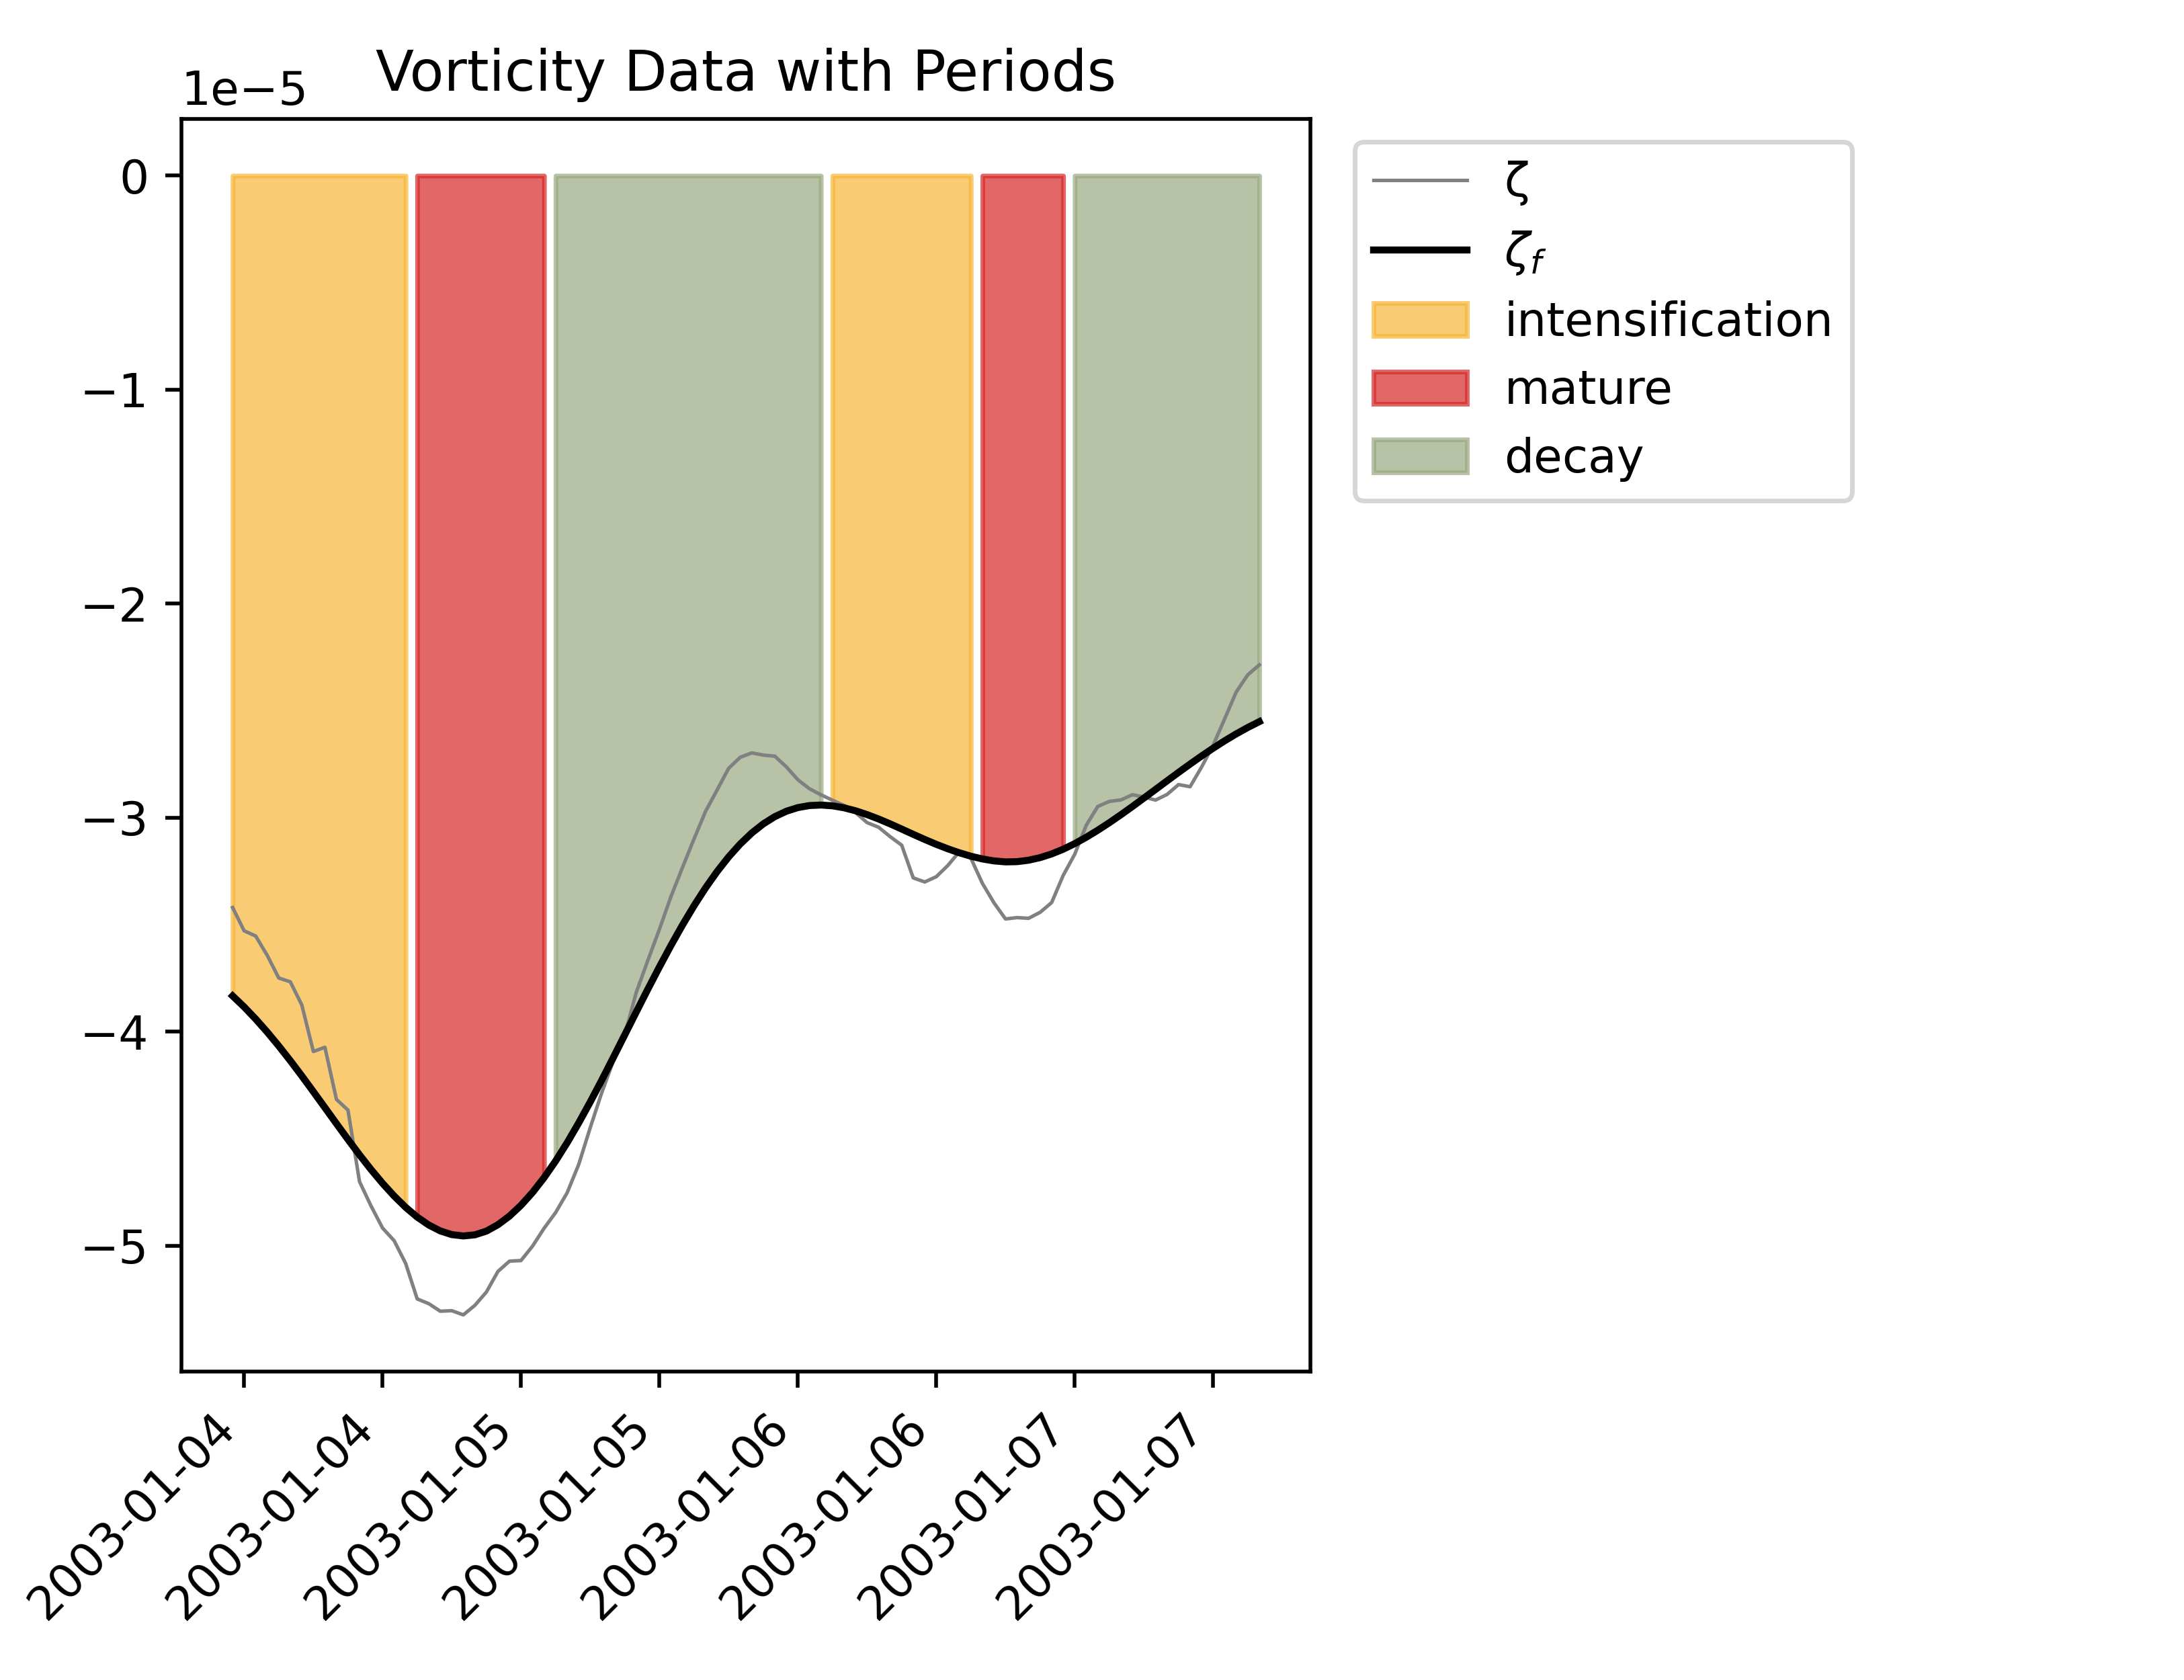 Vorticity Data with Periods
1e−5
0
−1
−2
−3
−4
−5
2003-01-04
2003-01-04
2003-01-05
2003-01-05
2003-01-06
2003-01-06
2003-01-07
2003-01-07
ζ
ζf
intensification
mature
decay